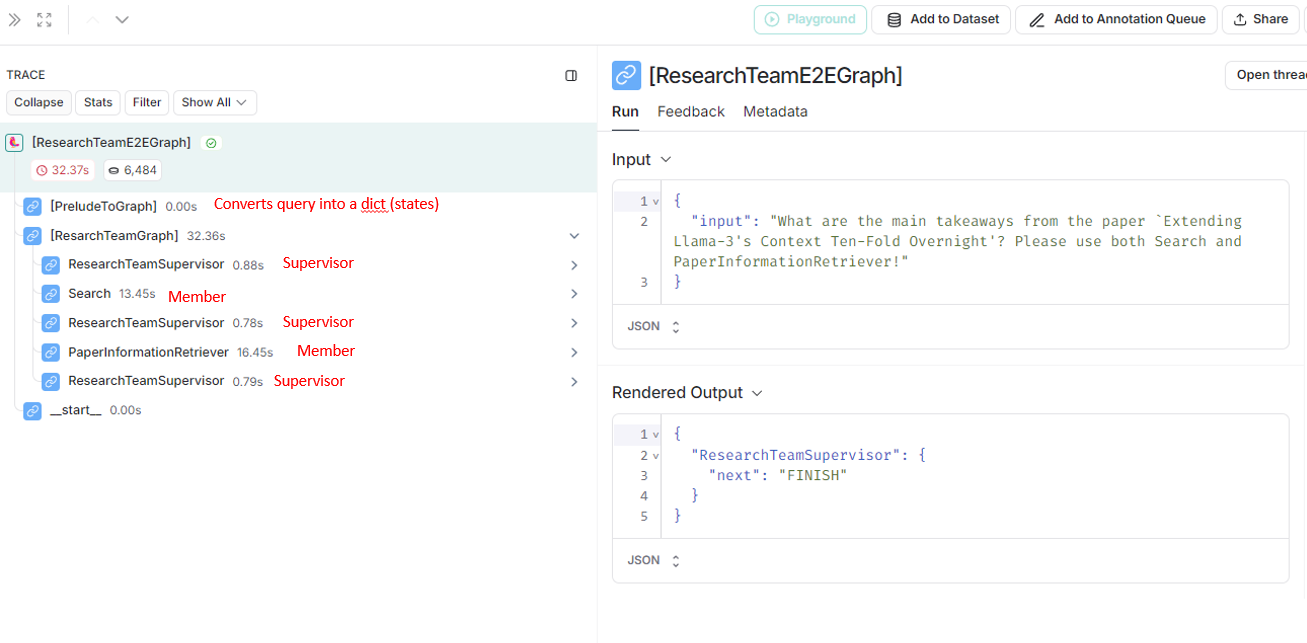 Playground
Add to Dataset
Add to Annotation Queue
Share
TRACE
Collapse
Stats
Filter
Show All
[ResearchTeamE2EGraph]
32.37s
6,484
[PreludeToGraph] 0.00s Converts query into a dict (states)
[ResarchTeamGraph] 32.36s
ResearchTeamSupervisor 0.88s Supervisor
Search 13.45s Member
ResearchTeamSupervisor 0.78s Supervisor
PaperInformationRetriever 16.45s Member
ResearchTeamSupervisor 0.79s Supervisor
__start__ 0.00s
[ResearchTeamE2EGraph]
Open threa
Run Feedback Metadata
Input
1 {
2 "input": "What are the main takeaways from the paper `Extending
Llama-3's Context Ten-Fold Overnight'? Please use both Search and
PaperInformationRetriever!"
3 }
JSON
Rendered Output
1 {
2 "ResearchTeamSupervisor": {
3 "next": "FINISH"
4 }
5 }
JSON